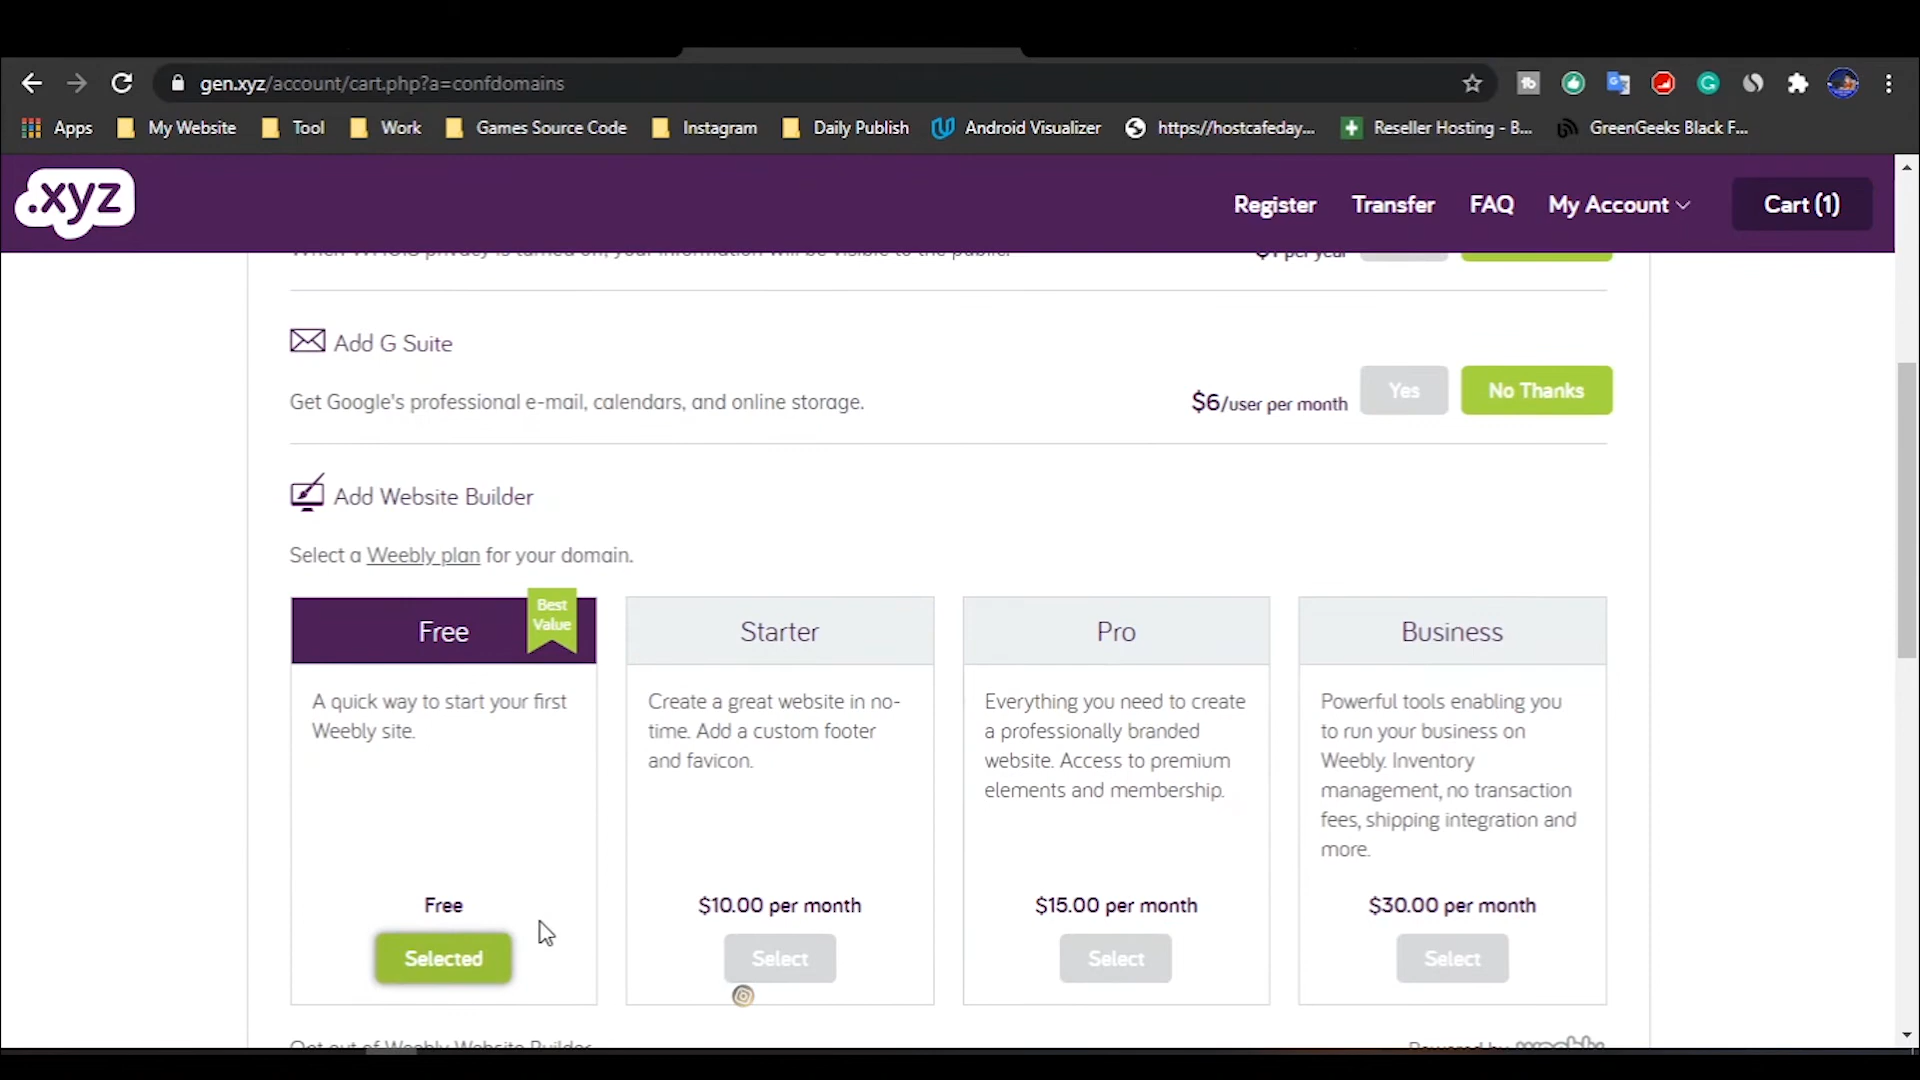 gen.xyz/account/cart.php?a=confdomains
Apps My Website Tool Work Games Source Code Instagram Daily Publish Android Visualizer https://hostcafeday... Reseller Hosting - B... GreenGeeks Black F...
.xyz
Register Transfer FAQ My Account Cart (1)
When WHOIS privacy is turned off, your information will be visible to the public. $1 per year
Add G Suite
Get Google's professional e-mail, calendars, and online storage. $6/user per month Yes No Thanks
Add Website Builder
Select a Weebly plan for your domain.
Free
Best
Value
A quick way to start your first
Weebly site.
Free
Selected
Starter
Create a great website in no-
time. Add a custom footer
and favicon.
$10.00 per month
Select
Pro
Everything you need to create
a professionally branded
website. Access to premium
elements and membership.
$15.00 per month
Select
Business
Powerful tools enabling you
to run your business on
Weebly. Inventory
management, no transaction
fees, shipping integration and
more.
$30.00 per month
Select
Opt out of Weebly Website Builder Powered by weebly